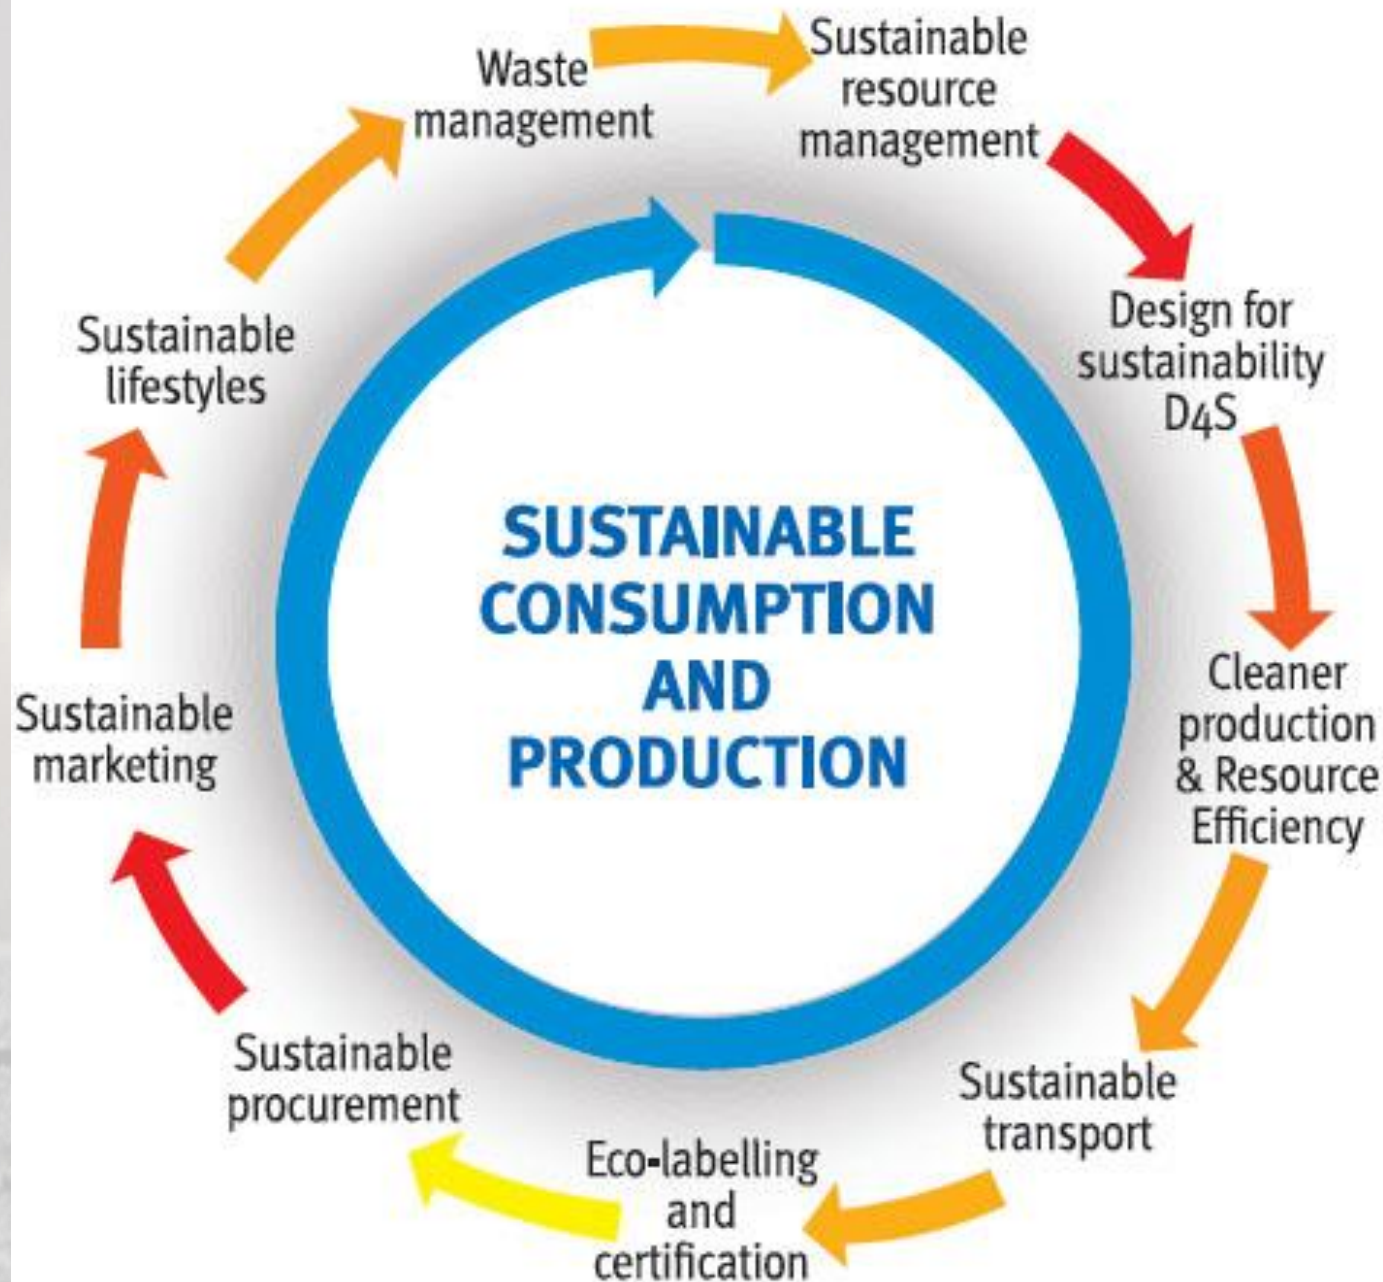 Waste
management
Sustainable
resource
management
Design for
sustainability
D4S
Cleaner
production
& Resource
Efficiency
Sustainable
transport
Eco-labelling
and
certification
Sustainable
procurement
Sustainable
marketing
Sustainable
lifestyles
SUSTAINABLE
CONSUMPTION
AND
PRODUCTION